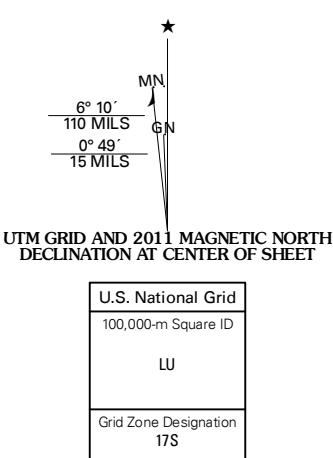 ★
MN
6° 10´
110 MILS
GN
0° 49´
15 MILS
UTM GRID AND 2011 MAGNETIC NORTH
DECLINATION AT CENTER OF SHEET
U.S. National Grid
100,000-m Square ID
LU
Grid Zone Designation
17S